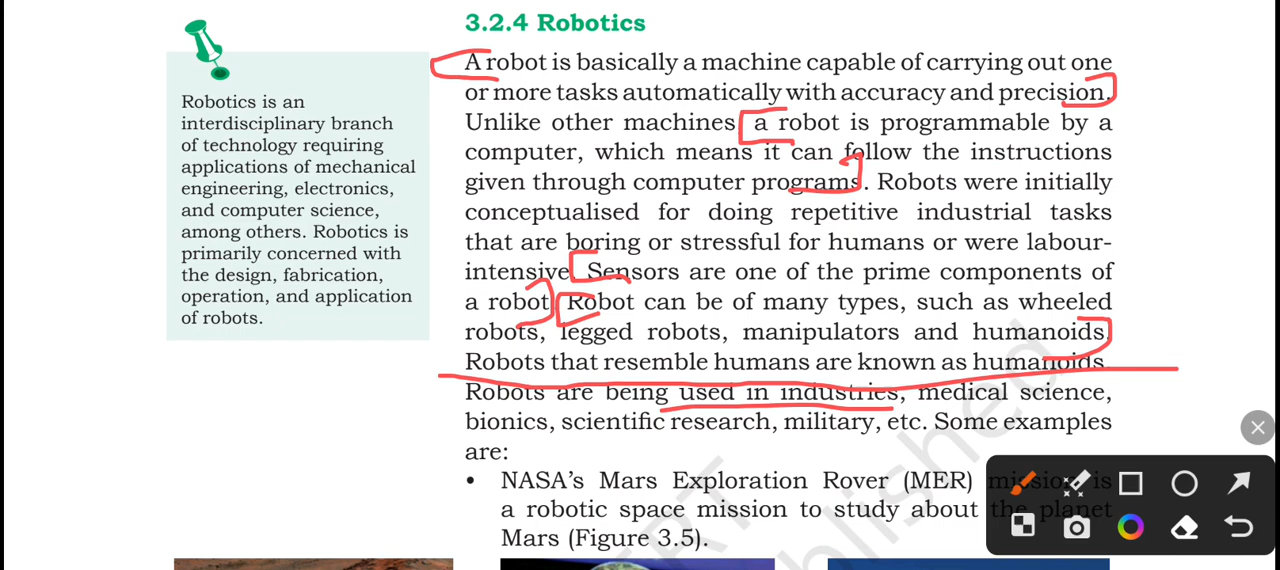 3.2.4 Robotics
A robot is basically a machine capable of carrying out one
or more tasks automatically with accuracy and precision.
Unlike other machines a robot is programmable by a
computer, which means it can follow the instructions
given through computer programs. Robots were initially
conceptualised for doing repetitive industrial tasks
that are boring or stressful for humans or were labour-
intensive. Sensors are one of the prime components of
a robot. Robot can be of many types, such as wheeled
robots, legged robots, manipulators and humanoids.
Robots that resemble humans are known as humanoids.
Robots are being used in industries, medical science,
bionics, scientific research, military, etc. Some examples
are:
• NASA's Mars Exploration Rover (MER) mission is
a robotic space mission to study about the planet
Mars (Figure 3.5).
Robotics is an
interdisciplinary branch
of technology requiring
applications of mechanical
engineering, electronics,
and computer science,
among others. Robotics is
primarily concerned with
the design, fabrication,
operation, and application
of robots.